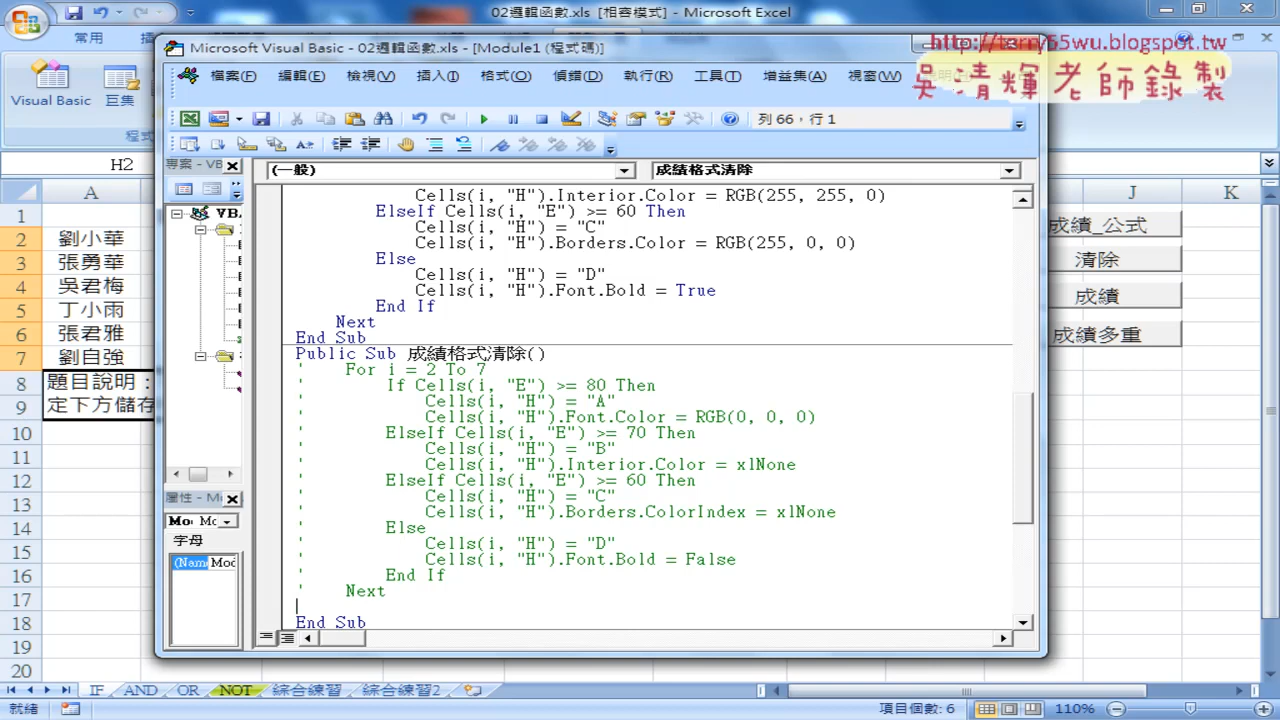 02邏輯函數.xls [相容模式] - Microsoft Excel
常用
Microsoft Visual Basic - 02邏輯函數.xls - [Module1 (程式碼)]
http://terry55wu.blogspot.tw
吳清輝老師錄製
檔案(F) 編輯(E) 檢視(V) 插入(I) 格式(O) 偵錯(D) 執行(R) 工具(T) 增益集(A) 視窗(W)
Visual Basic 巨集
列 66, 行 1
H2
專案 - VB
(一般) 成績格式清除
A J K
Cells(i, "H").Interior.Color = RGB(255, 255, 0)
ElseIf Cells(i, "E") >= 60 Then
Cells(i, "H") = "C"
Cells(i, "H").Borders.Color = RGB(255, 0, 0)
Else
Cells(i, "H") = "D"
Cells(i, "H").Font.Bold = True
End If
Next
End Sub
Public Sub 成績格式清除()
' For i = 2 To 7
' If Cells(i, "E") >= 80 Then
' Cells(i, "H") = "A"
' Cells(i, "H").Font.Color = RGB(0, 0, 0)
' ElseIf Cells(i, "E") >= 70 Then
' Cells(i, "H") = "B"
' Cells(i, "H").Interior.Color = xlNone
' ElseIf Cells(i, "E") >= 60 Then
' Cells(i, "H") = "C"
' Cells(i, "H").Borders.ColorIndex = xlNone
' Else
' Cells(i, "H") = "D"
' Cells(i, "H").Font.Bold = False
' End If
' Next
End Sub
1
2 劉小華
3 張勇華
4 吳君梅
5 丁小雨
6 張君雅
7 劉自強
8 題目說明：
9 定下方儲存
10
11
12
13
14
15
16
17
18
19
20
成績_公式
清除
成績
成績多重
VBA
屬性 - Mo
Mo Mo
字母
(Name Mod
IF AND OR NOT 綜合練習 綜合練習2
就緒 項目個數: 6 110%